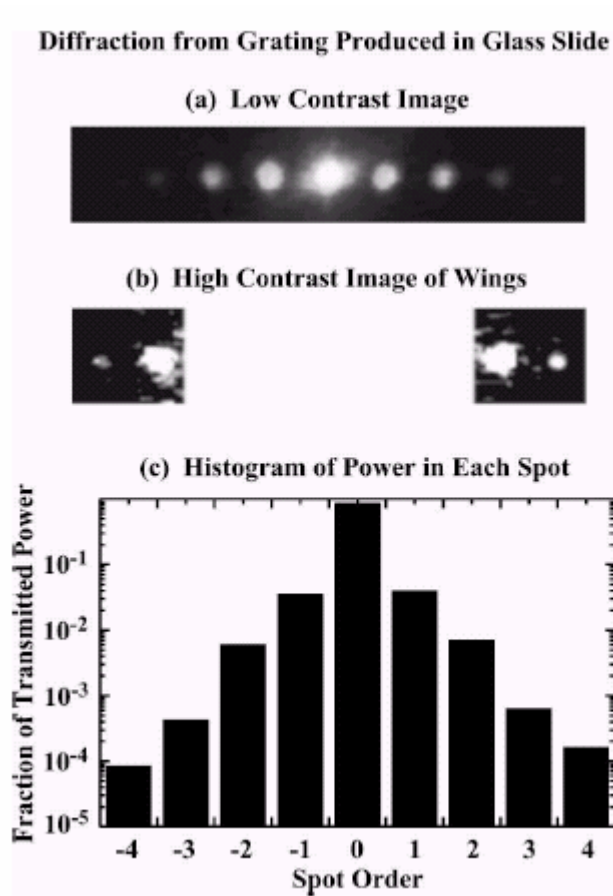 Diffraction from Grating Produced in Glass Slide
(a) Low Contrast Image
(b) High Contrast Image of Wings
(c) Histogram of Power in Each Spot
Fraction of Transmitted Power
10-1
10-2
10-3
10-4
10-5
-4 -3 -2 -1 0 1 2 3 4
Spot Order